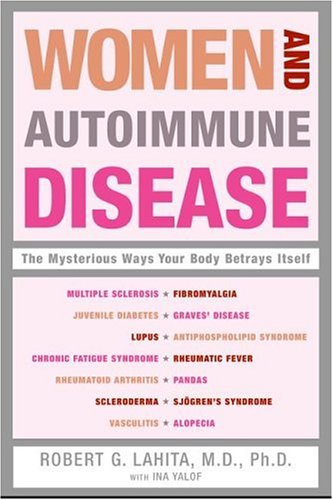 WOMEN AND
AUTOIMMUNE
DISEASE
The Mysterious Ways Your Body Betrays Itself
MULTIPLE SCLEROSIS ★ FIBROMYALGIA
JUVENILE DIABETES ★ GRAVES' DISEASE
LUPUS ★ ANTIPHOSPHOLIPID SYNDROME
CHRONIC FATIGUE SYNDROME ★ RHEUMATIC FEVER
RHEUMATOID ARTHRITIS ★ PANDAS
SCLERODERMA ★ SJÖGREN'S SYNDROME
VASCULITIS ★ ALOPECIA
ROBERT G. LAHITA, M.D., Ph.D.
WITH INA YALOF